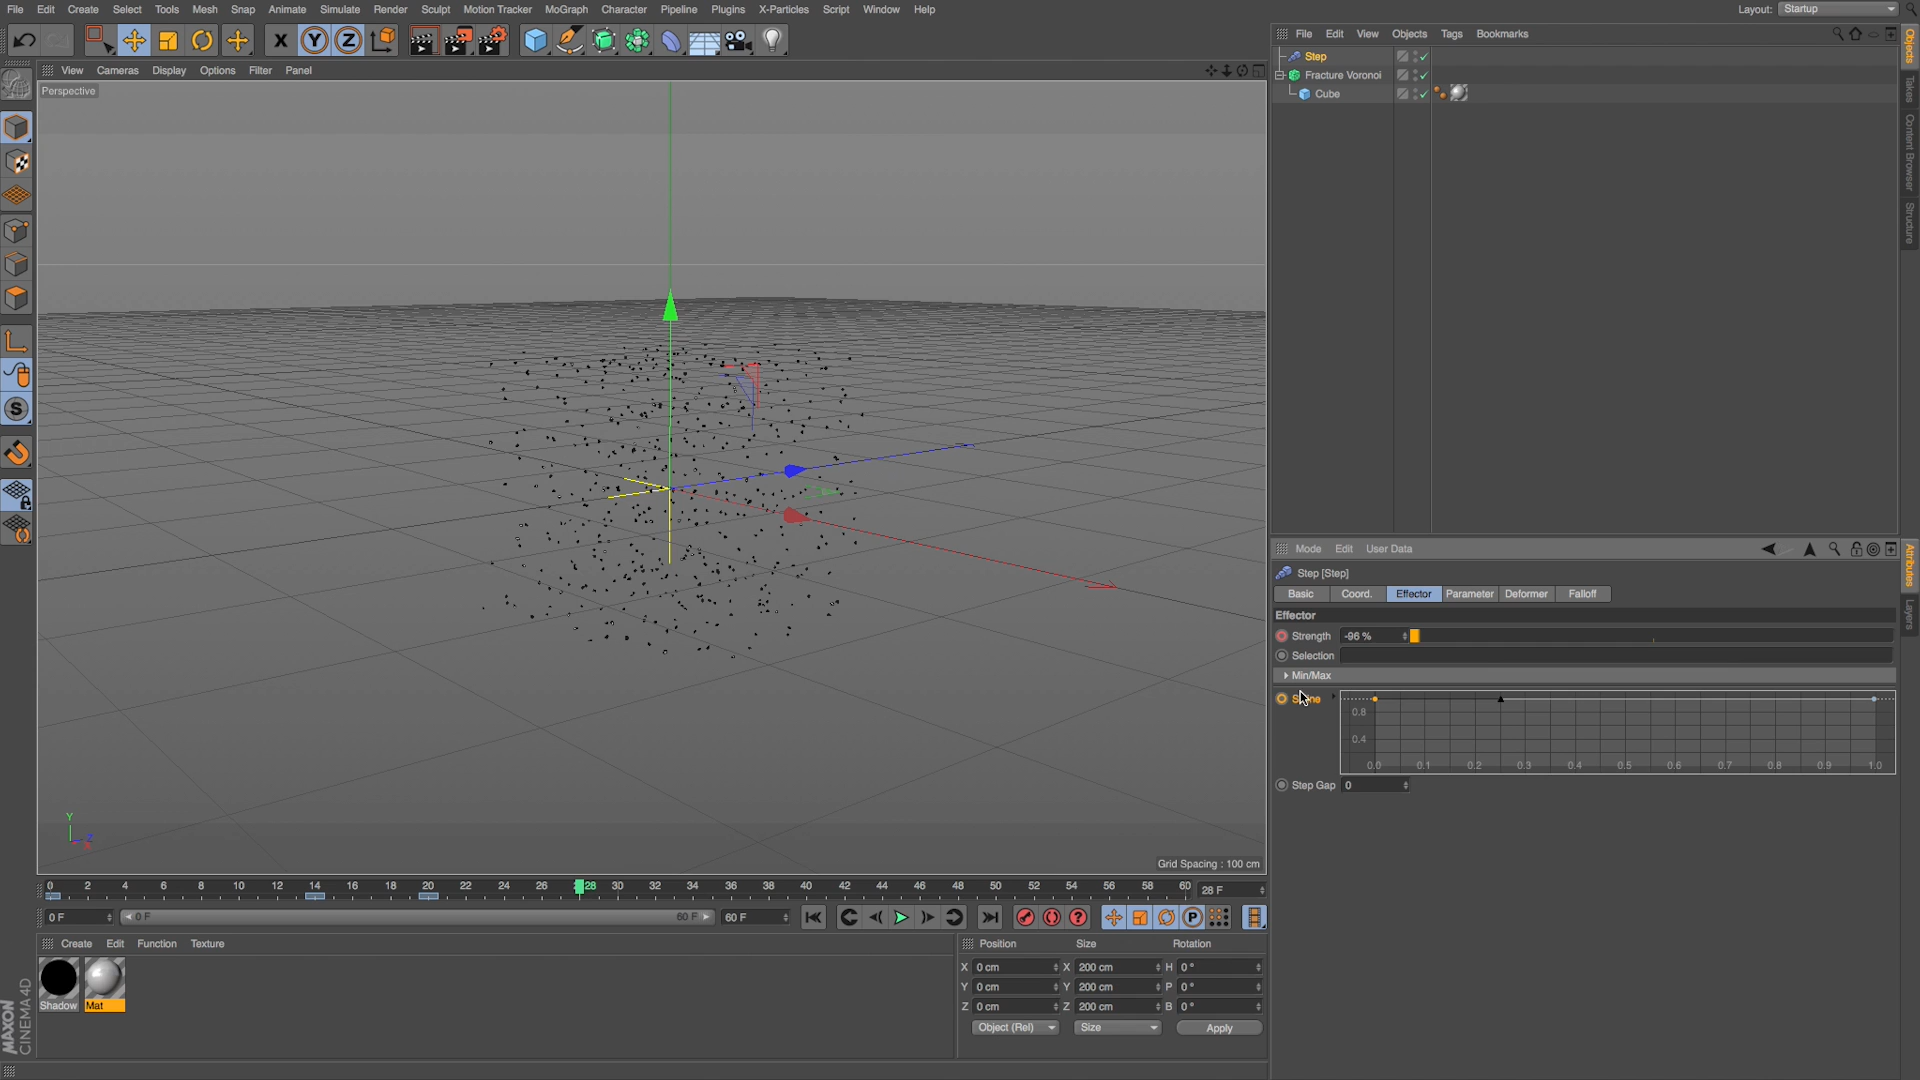 File Edit Create Select Tools Mesh Snap Animate Simulate Render Sculpt Motion Tracker MoGraph Character Pipeline Plugins X-Particles Script Window Help
Layout: Startup
X Y Z
View Cameras Display Options Filter Panel
Perspective
Grid Spacing : 100 cm
Y
Z
X
File Edit View Objects Tags Bookmarks
Step
Fracture Voronoi
Cube
Objects
Takes
Content Browser
Structure
Mode Edit User Data
Step [Step]
Basic Coord. Effector Parameter Deformer Falloff
Effector
Strength -96 %
Selection
Min/Max
0.8
0.4
0.0 0.1 0.2 0.3 0.4 0.5 0.6 0.7 0.8 0.9 1.0
Step Gap 0
Attributes
Layers
0 2 4 6 8 10 12 14 16 18 20 22 24 26 28 30 32 34 36 38 40 42 44 46 48 50 52 54 56 58 60 28 F
0 F 0 F 60 F 60 F
P
Create Edit Function Texture
Shadow Mat
Position Size Rotation
X 0 cm X 200 cm H 0 °
Y 0 cm Y 200 cm P 0 °
Z 0 cm Z 200 cm B 0 °
Object (Rel) Size Apply
MAXON
CINEMA 4D